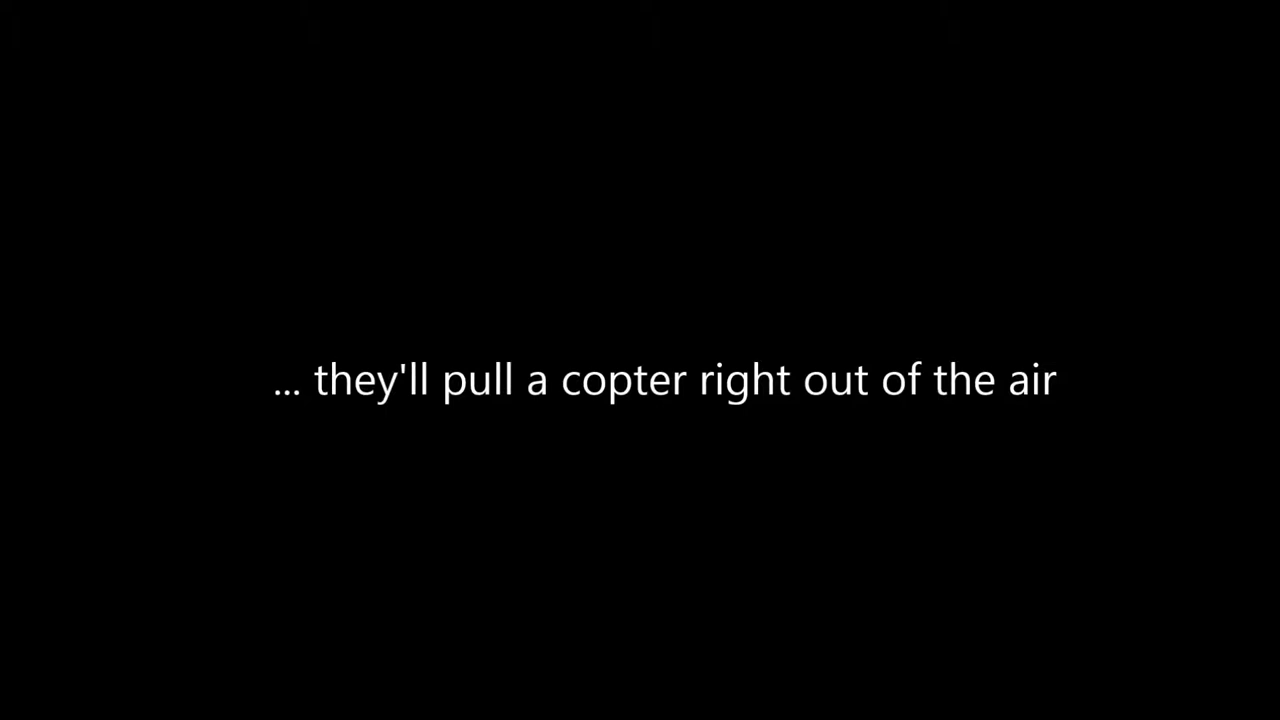 ... they'll pull a copter right out of the air